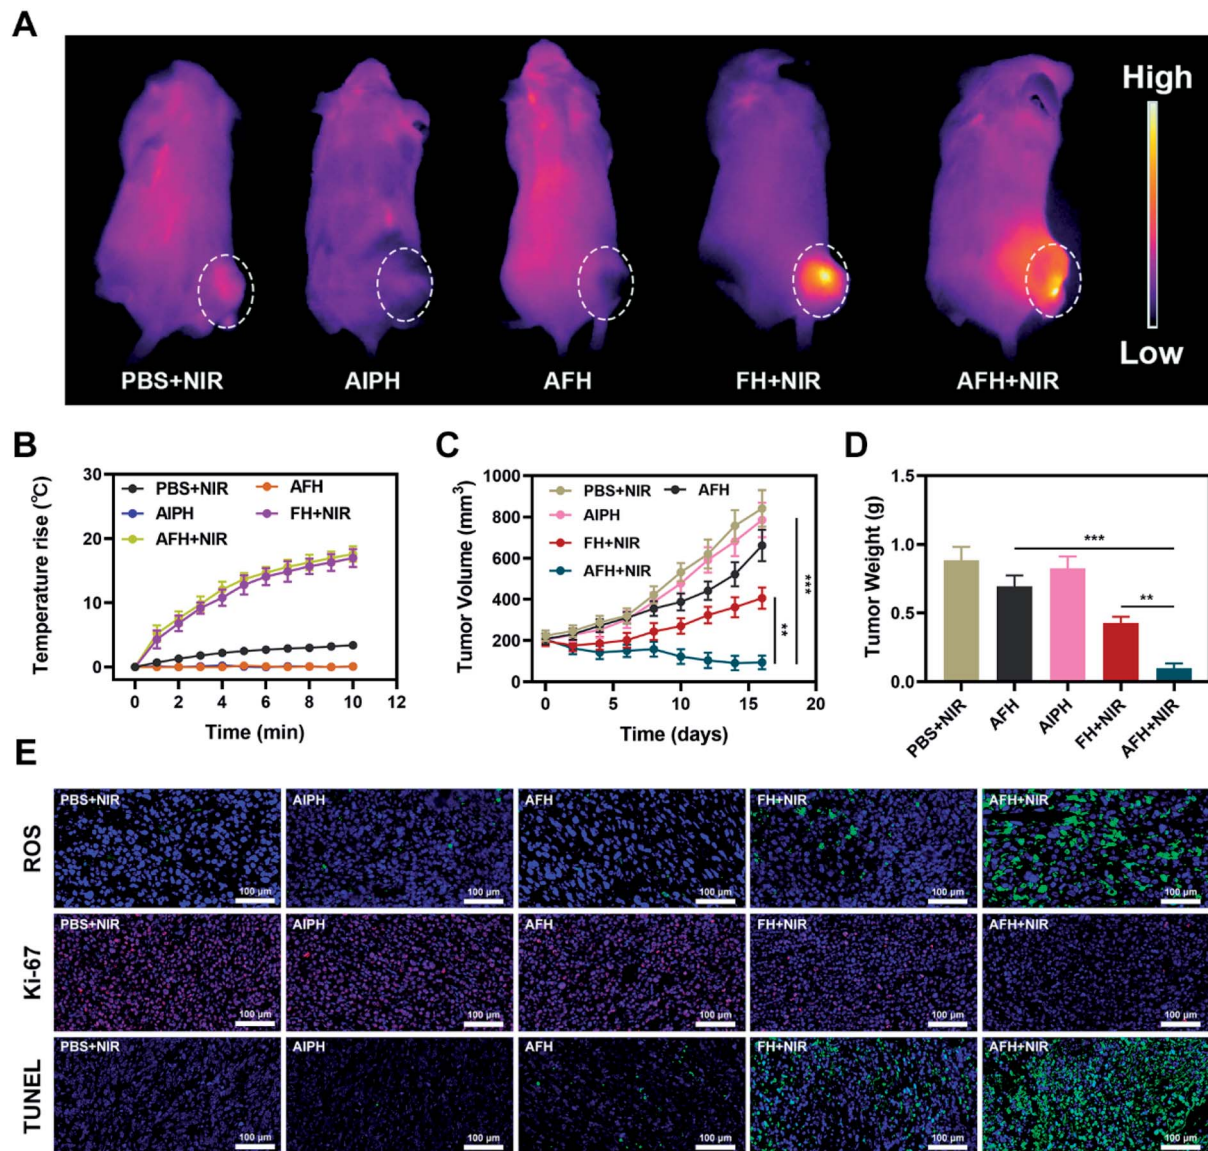 A
High
Low
PBS+NIR AIPH AFH FH+NIR AFH+NIR
B
Temperature rise (°C)
30
20
10
0
PBS+NIR AFH
AIPH FH+NIR
AFH+NIR
0 2 4 6 8 10 12
Time (min)
C
Tumor Volume (mm³)
1000
800
600
400
200
0
PBS+NIR AFH
AIPH
FH+NIR
AFH+NIR
***
**
0 5 10 15 20
Time (days)
D
Tumor Weight (g)
1.5
1.0
0.5
0.0
***
**
PBS+NIR AFH AIPH FH+NIR AFH+NIR
E
ROS
PBS+NIR AIPH AFH FH+NIR AFH+NIR
100 µm 100 µm 100 µm 100 µm 100 µm
Ki-67
PBS+NIR AIPH AFH FH+NIR AFH+NIR
100 µm 100 µm 100 µm 100 µm 100 µm
TUNEL
PBS+NIR AIPH AFH FH+NIR AFH+NIR
100 µm 100 µm 100 µm 100 µm 100 µm